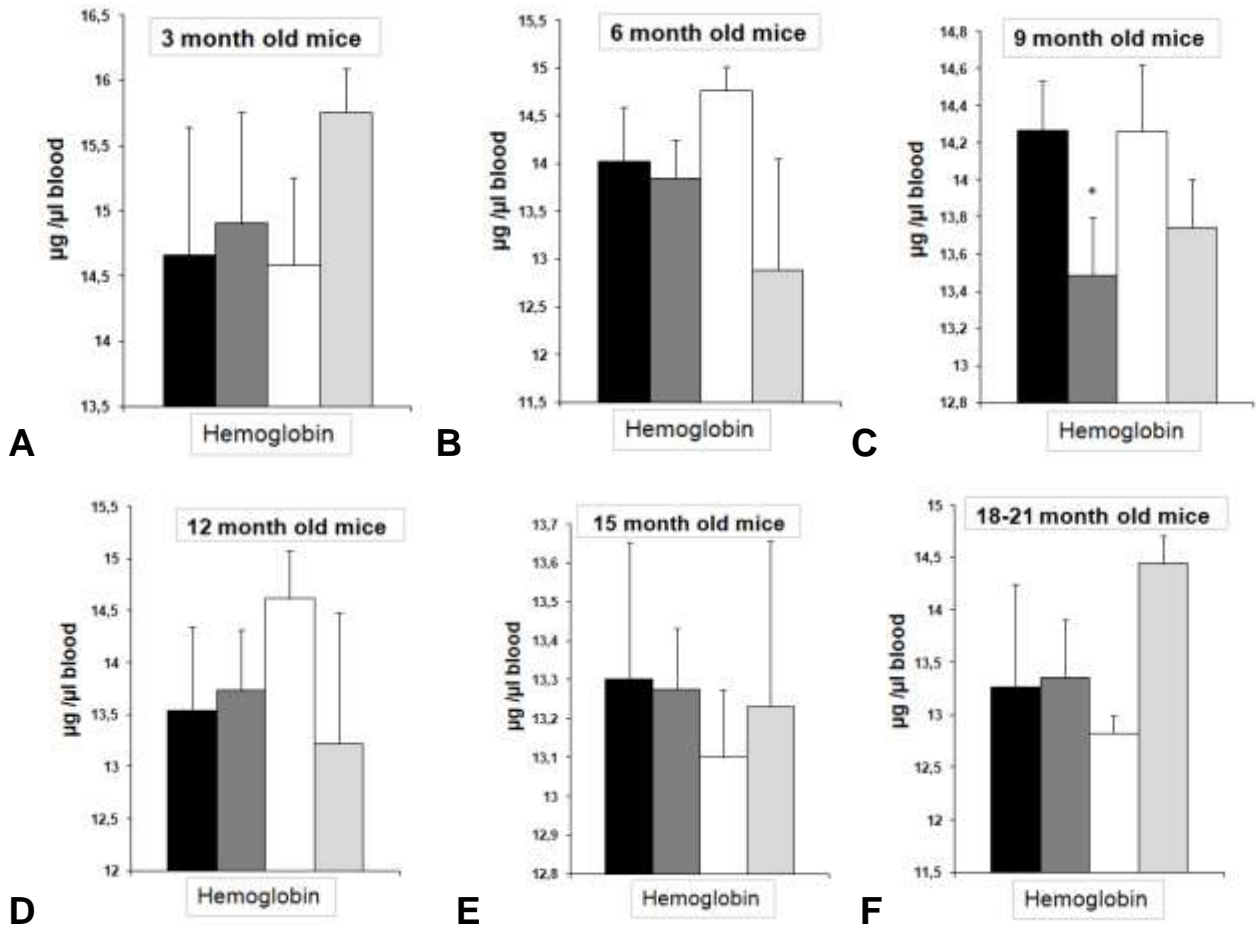 3 month old mice
µg /µl blood
16,5
16
15,5
15
14,5
14
13,5
Hemoglobin
A
6 month old mice
µg /µl blood
15,5
15
14,5
14
13,5
13
12,5
12
11,5
Hemoglobin
B
9 month old mice
µg /µl blood
14,8
14,6
14,4
14,2
14
13,8
13,6
13,4
13,2
13
12,8
*
Hemoglobin
C
12 month old mice
µg /µl blood
15,5
15
14,5
14
13,5
13
12,5
12
Hemoglobin
D
15 month old mice
µg /µl blood
13,7
13,6
13,5
13,4
13,3
13,2
13,1
13
12,9
12,8
Hemoglobin
E
18-21 month old mice
µg /µl blood
15
14,5
14
13,5
13
12,5
12
11,5
Hemoglobin
F